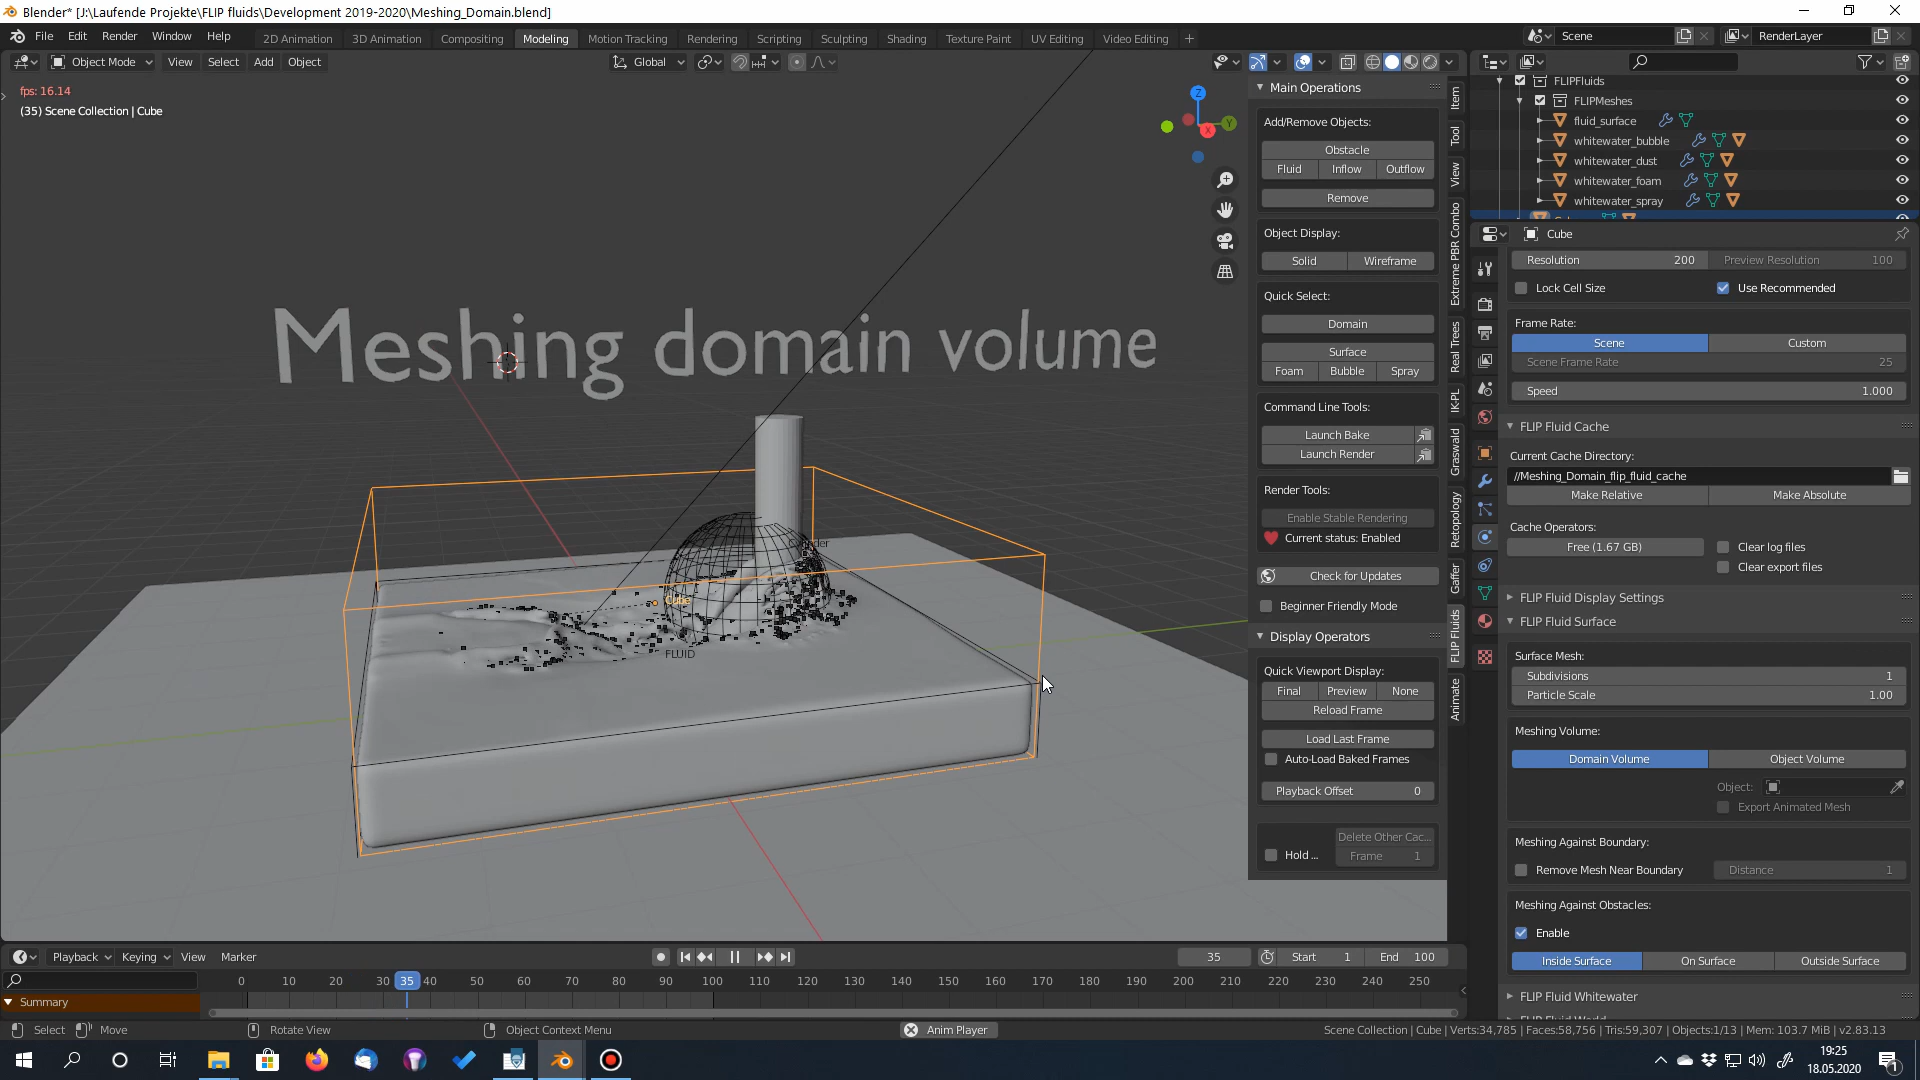 Blender* [J:\Laufende Projekte\FLIP fluids\Development 2019-2020\Meshing_Domain.blend]
File Edit Render Window Help 2D Animation 3D Animation Compositing Modeling Motion Tracking Rendering Scripting Sculpting Shading Texture Paint UV Editing Video Editing + Scene RenderLayer
Object Mode View Select Add Object Global
fps: 16.14
(35) Scene Collection | Cube
Z
Y
X
Meshing domain volume
Cube
FLUID
Main Operations
Add/Remove Objects:
Obstacle
Fluid Inflow Outflow
Remove
Object Display:
Solid Wireframe
Quick Select:
Domain
Surface
Foam Bubble Spray
Command Line Tools:
Launch Bake
Launch Render
Render Tools:
Enable Stable Rendering
Current status: Enabled
Check for Updates
Beginner Friendly Mode
Display Operators
Quick Viewport Display:
Final Preview None
Reload Frame
Load Last Frame
Auto-Load Baked Frames
Playback Offset 0
Delete Other Cac...
Hold ... Frame 1
Item
Tool
View
Extreme PBR Combo
Real Trees
IK-PL
Graswald
Retopology
Gaffer
FLIP Fluids
Animate
FLIPFluids
FLIPMeshes
fluid_surface
whitewater_bubble
whitewater_dust
whitewater_foam
whitewater_spray
Cube
Resolution 200 Preview Resolution 100
Lock Cell Size Use Recommended
Frame Rate:
Scene Custom
Scene Frame Rate 25
Speed 1.000
FLIP Fluid Cache
Current Cache Directory:
//Meshing_Domain_flip_fluid_cache
Make Relative Make Absolute
Cache Operators:
Free (1.67 GB) Clear log files
Clear export files
FLIP Fluid Display Settings
FLIP Fluid Surface
Surface Mesh:
Subdivisions 1
Particle Scale 1.00
Meshing Volume:
Domain Volume Object Volume
Object:
Export Animated Mesh
Meshing Against Boundary:
Remove Mesh Near Boundary Distance 1
Meshing Against Obstacles:
Enable
Inside Surface On Surface Outside Surface
FLIP Fluid Whitewater
Playback Keying View Marker 35 Start 1 End 100
0 10 20 30 35 40 50 60 70 80 90 100 110 120 130 140 150 160 170 180 190 200 210 220 230 240 250
Summary
Select Move Rotate View Object Context Menu Anim Player Scene Collection | Cube | Verts:34,785 | Faces:58,756 | Tris:59,307 | Objects:1/13 | Mem: 103.7 MiB | v2.83.13
19:25
18.05.2020
1